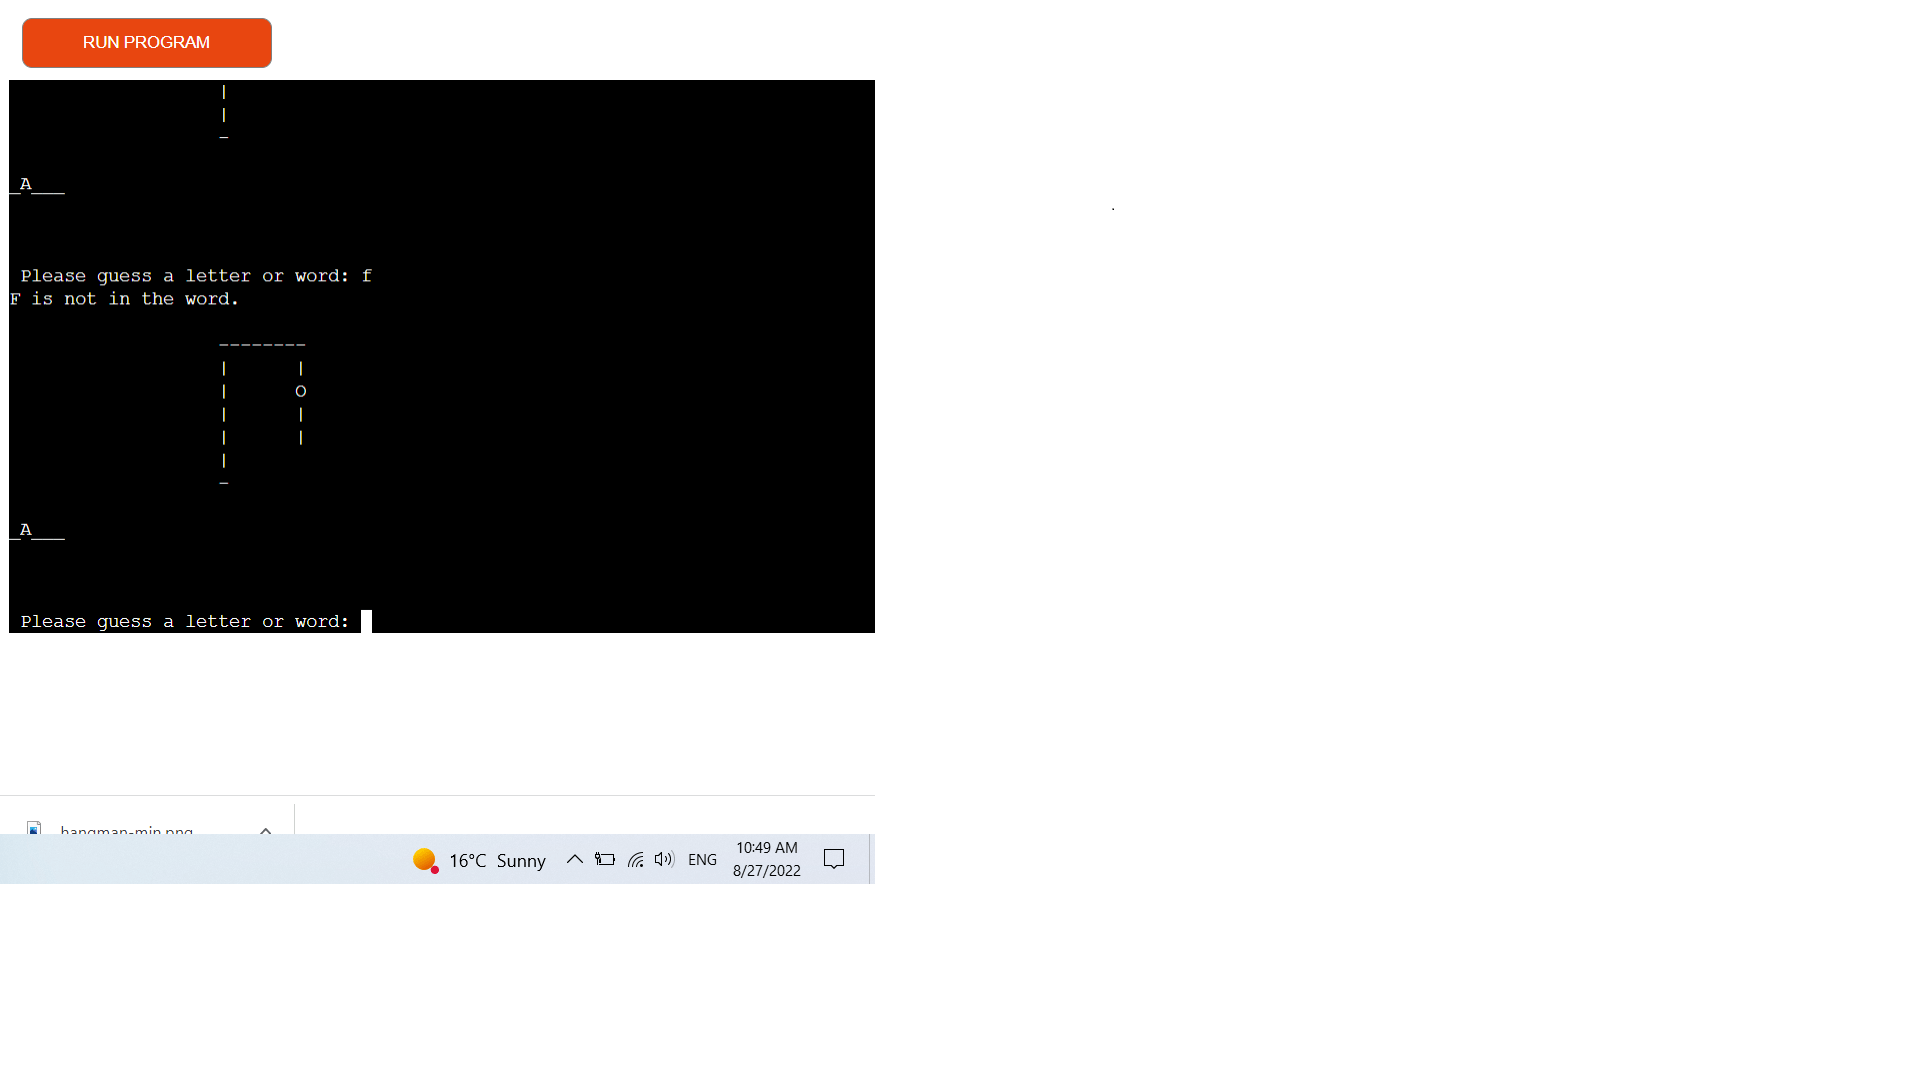 RUN PROGRAM
|
|
-
_A___
Please guess a letter or word: f
F is not in the word.
--------
|       |
|       O
|       |
|       |
|
-
_A___
Please guess a letter or word:
hangman-min.png
16°C Sunny ENG 10:49 AM
8/27/2022